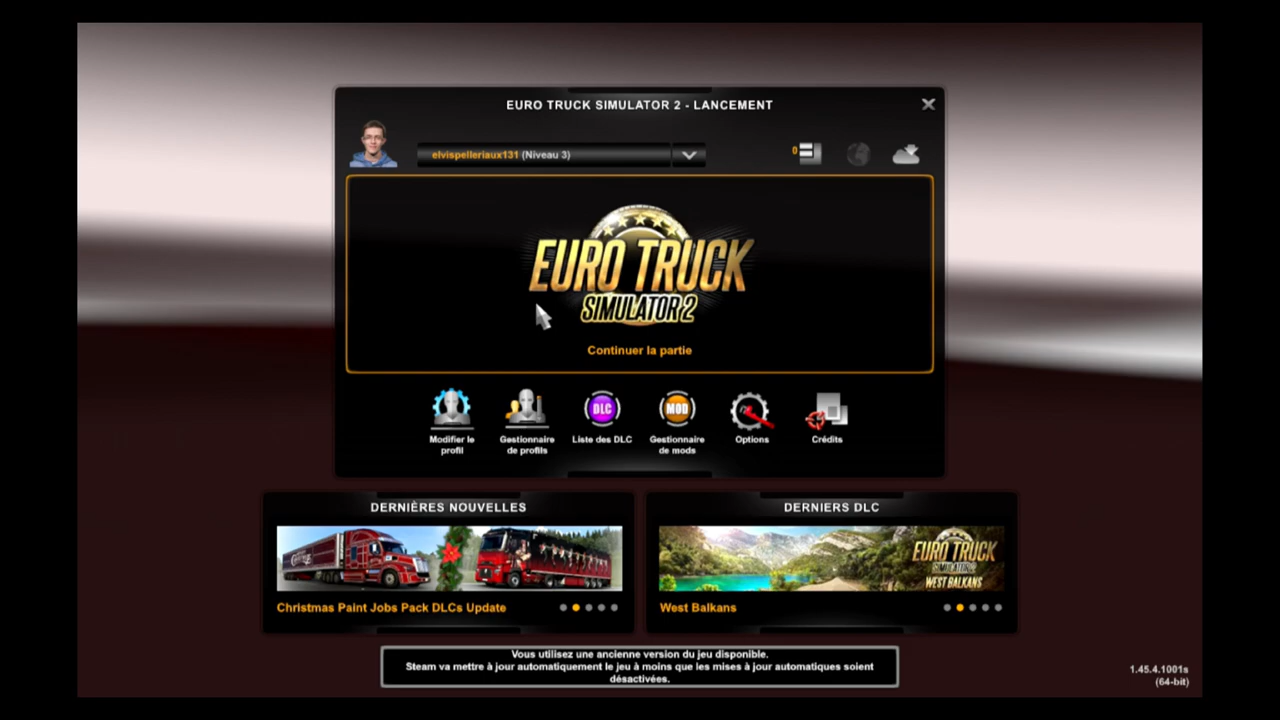 EURO TRUCK SIMULATOR 2 - LANCEMENT
elvispelleriaux131 (Niveau 3)
0
EURO TRUCK
SIMULATOR 2
Continuer la partie
DLC
MOD
Modifier le
profil
Gestionnaire
de profils
Liste des DLC
Gestionnaire
de mods
Options
Crédits
DERNIÈRES NOUVELLES
Christmas Paint Jobs Pack DLCs Update
DERNIERS DLC
EURO TRUCK
SIMULATOR 2
WEST BALKANS
West Balkans
Vous utilisez une ancienne version du jeu disponible.
Steam va mettre à jour automatiquement le jeu à moins que les mises à jour automatiques soient
désactivées.
1.45.4.1001s
(64-bit)